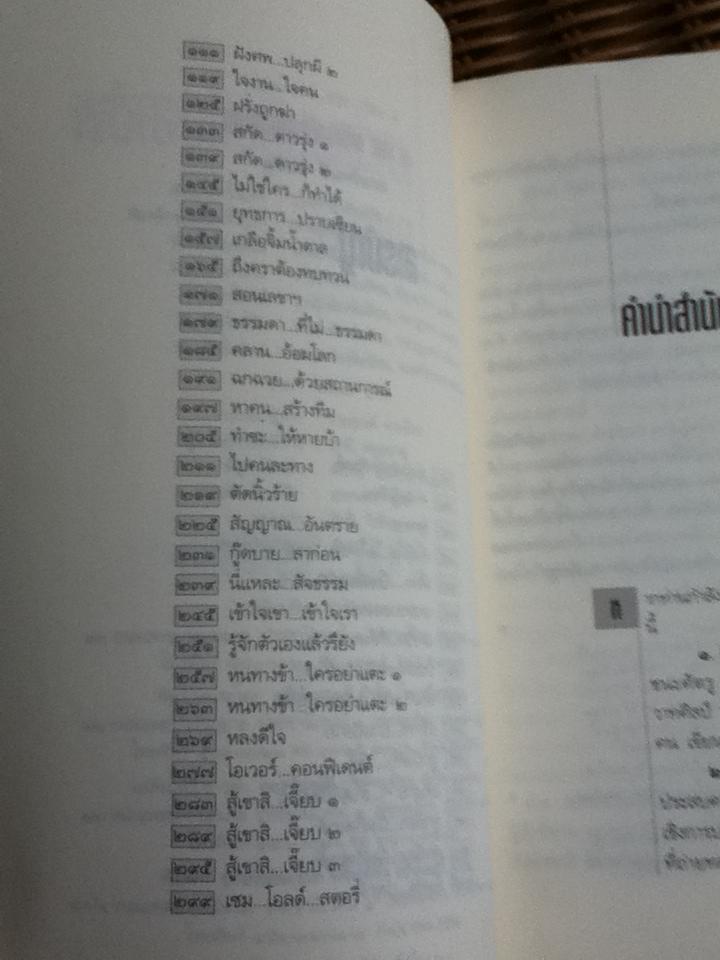 ๑๑๑ ฝังศพ...ปลุกผี ๒
๑๑๙ ใจงาน...ใจคน
๑๒๕ ฝรั่งถูกฆ่า
๑๓๓ สกัด...ดาวรุ่ง ๑
๑๓๙ สกัด...ดาวรุ่ง ๒
๑๔๕ ไม่ใช่ใคร...ก็ทำได้
๑๕๑ ยุทธการ...ปราบเซียน
๑๕๗ เกลือจิ้มน้ำตาล
๑๖๕ ถึงคราต้องทบทวน
๑๗๑ สอนเลขาฯ
๑๗๙ ธรรมดา...ที่ไม่...ธรรมดา
๑๘๕ คลาน...อ้อมโลก
๑๙๑ ฉกฉวย...ด้วยสถานการณ์
๑๙๗ หาคน...สร้างทีม
๒๐๕ ทำซะ...ให้หายบ้า
๒๑๑ ไปคนละทาง
๒๑๙ ตัดนิ้วร้าย
๒๒๕ สัญญาณ...อันตราย
๒๓๑ กู๊ดบาย...ลาก่อน
๒๓๙ นี่แหละ...สัจธรรม
๒๔๕ เข้าใจเขา...เข้าใจเรา
๒๕๑ รู้จักตัวเองแล้วรึยัง
๒๕๗ หนทางข้า...ใครอย่าแตะ ๑
๒๖๓ หนทางข้า...ใครอย่าแตะ ๒
๒๖๙ หลงดีใจ
๒๗๗ โอเวอร์...คอนฟิเดนต์
๒๘๓ สู้เขาสิ...เจี๊ยบ ๑
๒๘๙ สู้เขาสิ...เจี๊ยบ ๒
๒๙๕ สู้เขาสิ...เจี๊ยบ ๓
๒๙๙ เซม...โอลด์...สตอรี่
คำนำสำนั